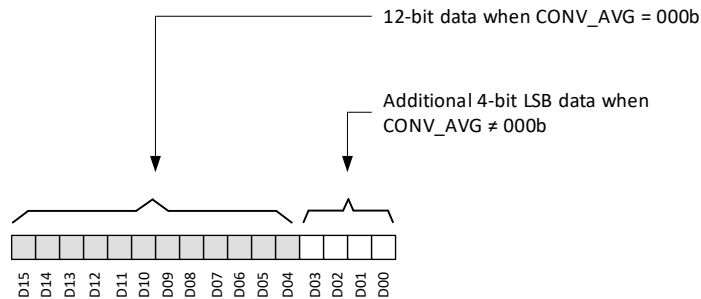 12-bit data when CONV_AVG = 000b
Additional 4-bit LSB data when
CONV_AVG ≠ 000b
D15 D14 D13 D12 D11 D10 D09 D08 D07 D06 D05 D04 D03 D02 D01 D00